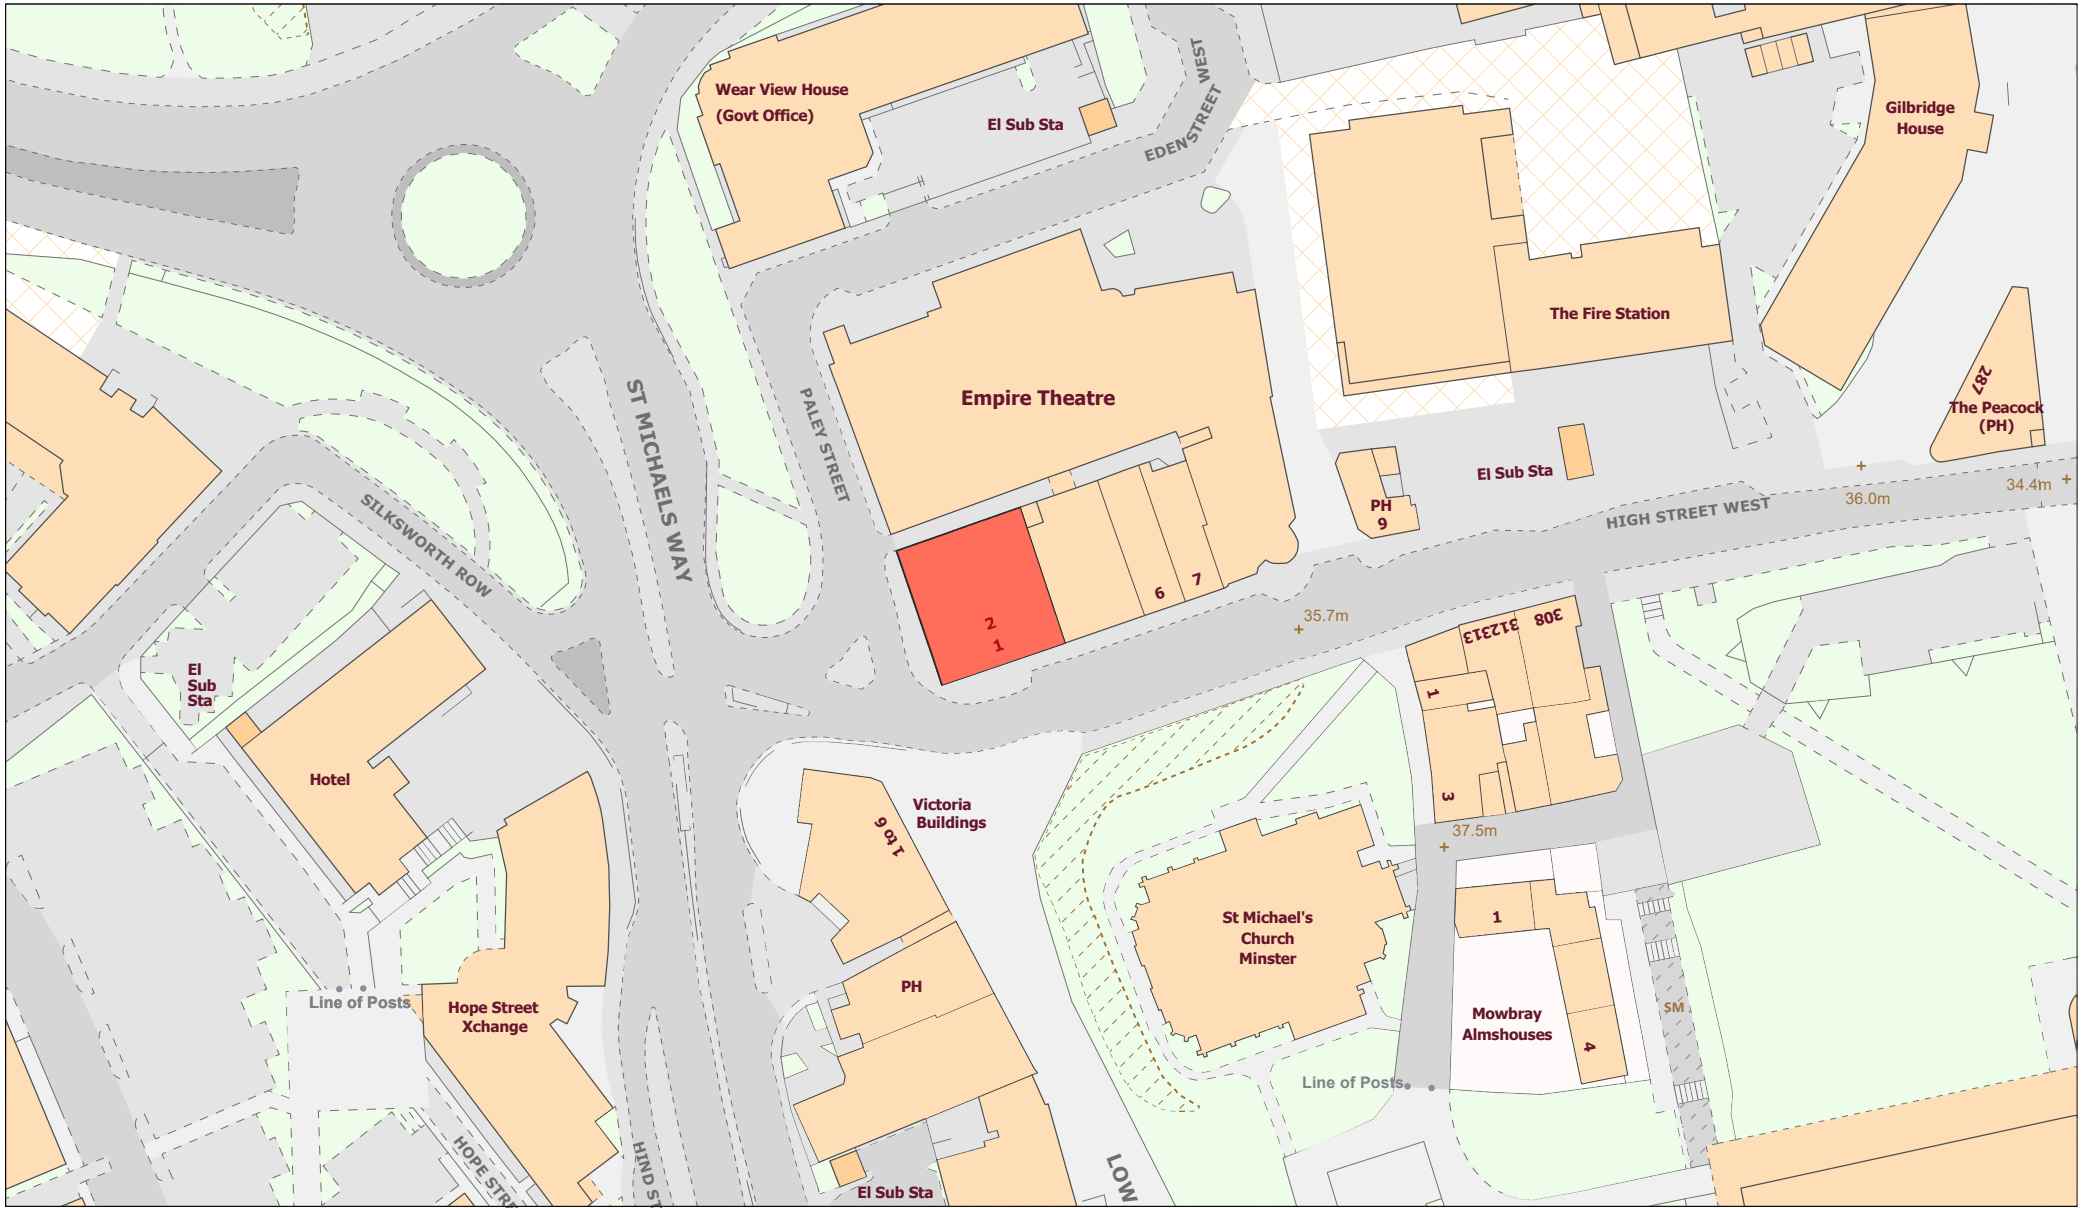 Wear View House
(Govt Office)
El Sub Sta
EDEN STREET WEST
Gilbridge
House
The Fire Station
Empire Theatre
287
The Peacock
(PH)
ST MICHAELS WAY
PALEY STREET
SILKSWORTH ROW
El Sub Sta
PH
9
HIGH STREET WEST
36.0m
34.4m
6
7
2
1
35.7m
313
312
308
El
Sub
Sta
1
Hotel
3
Victoria
Buildings
1 to 6
37.5m
St Michael's
Church
Minster
1
PH
Line of Posts
Hope Street
Xchange
SM
Mowbray
Almshouses
4
Line of Posts
HOPE STRE
HIND ST
LOW
El Sub Sta